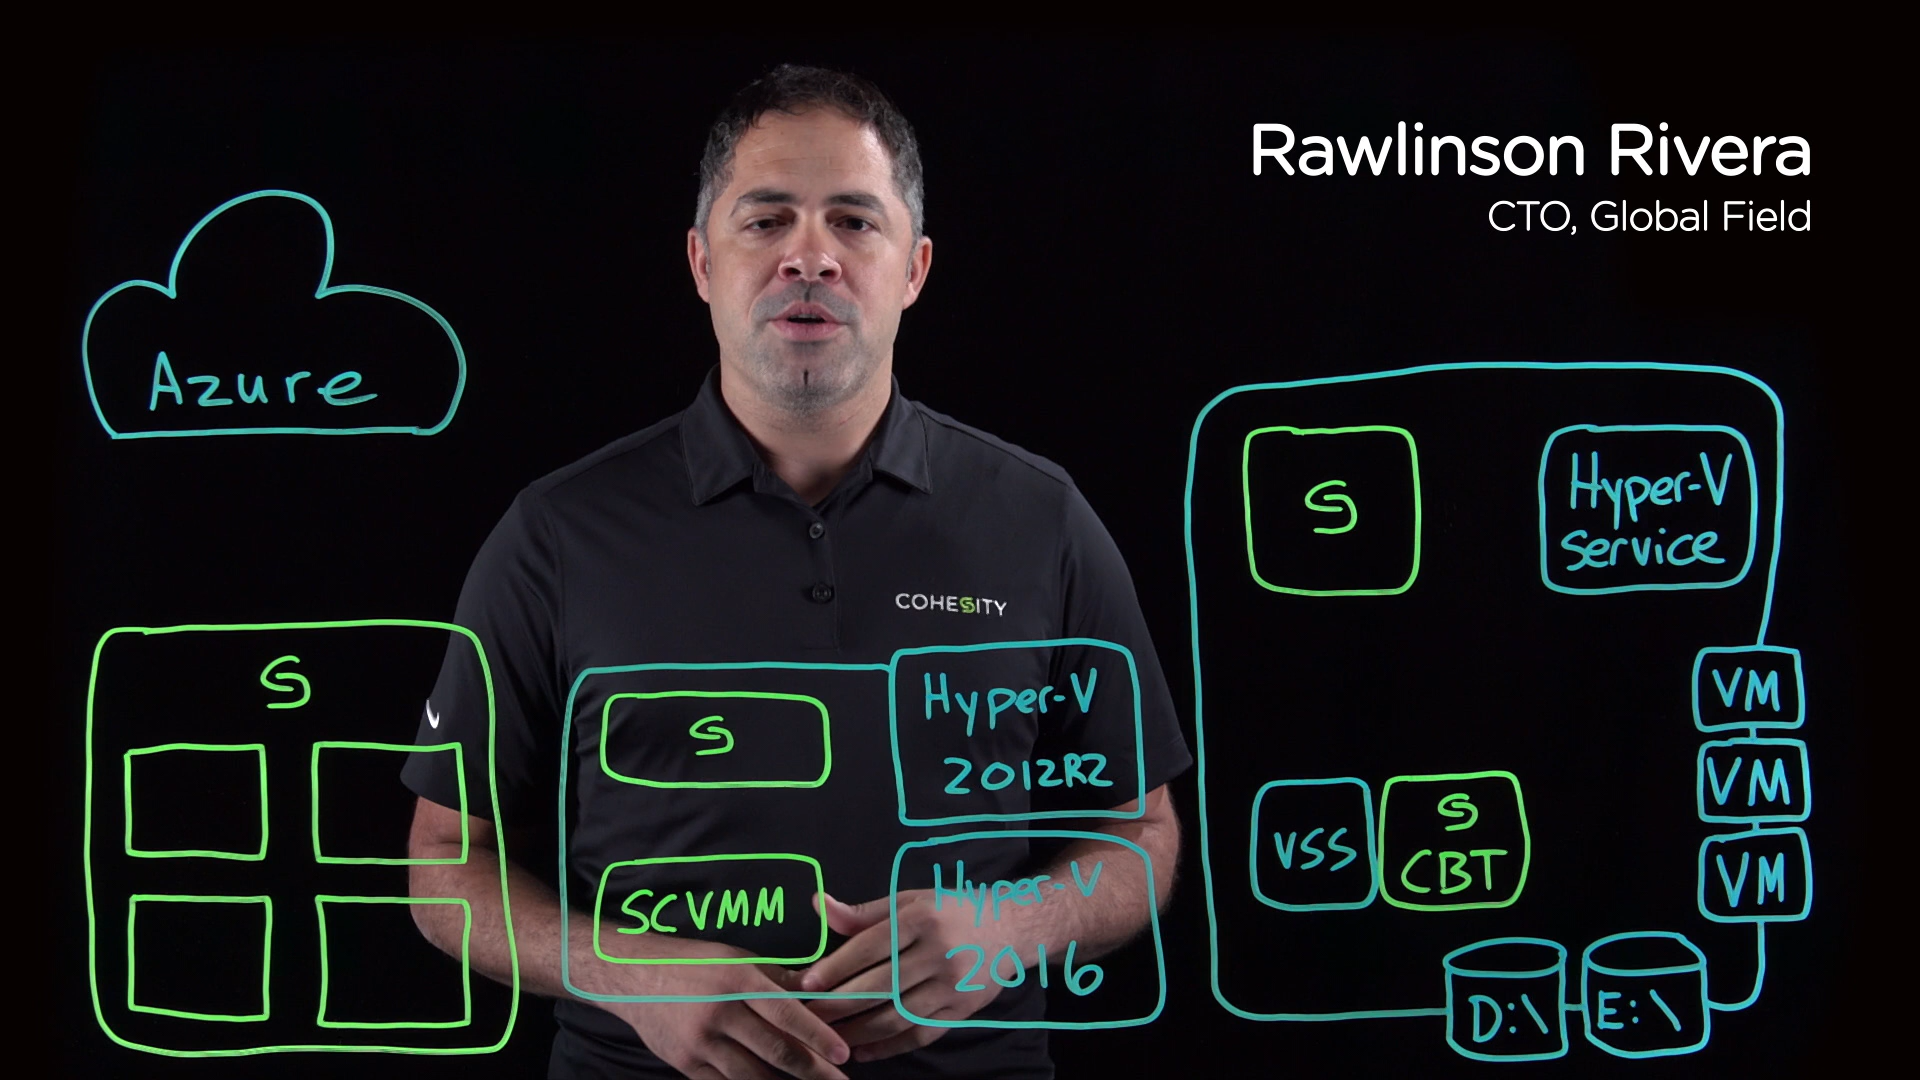 Rawlinson Rivera
CTO, Global Field
Azure
COHESITY
S
S
SCVMM
Hyper-V
2012R2
Hyper-V
2016
S
Hyper-V
service
VM
VM
VM
VSS
S
CBT
D:\
E:\